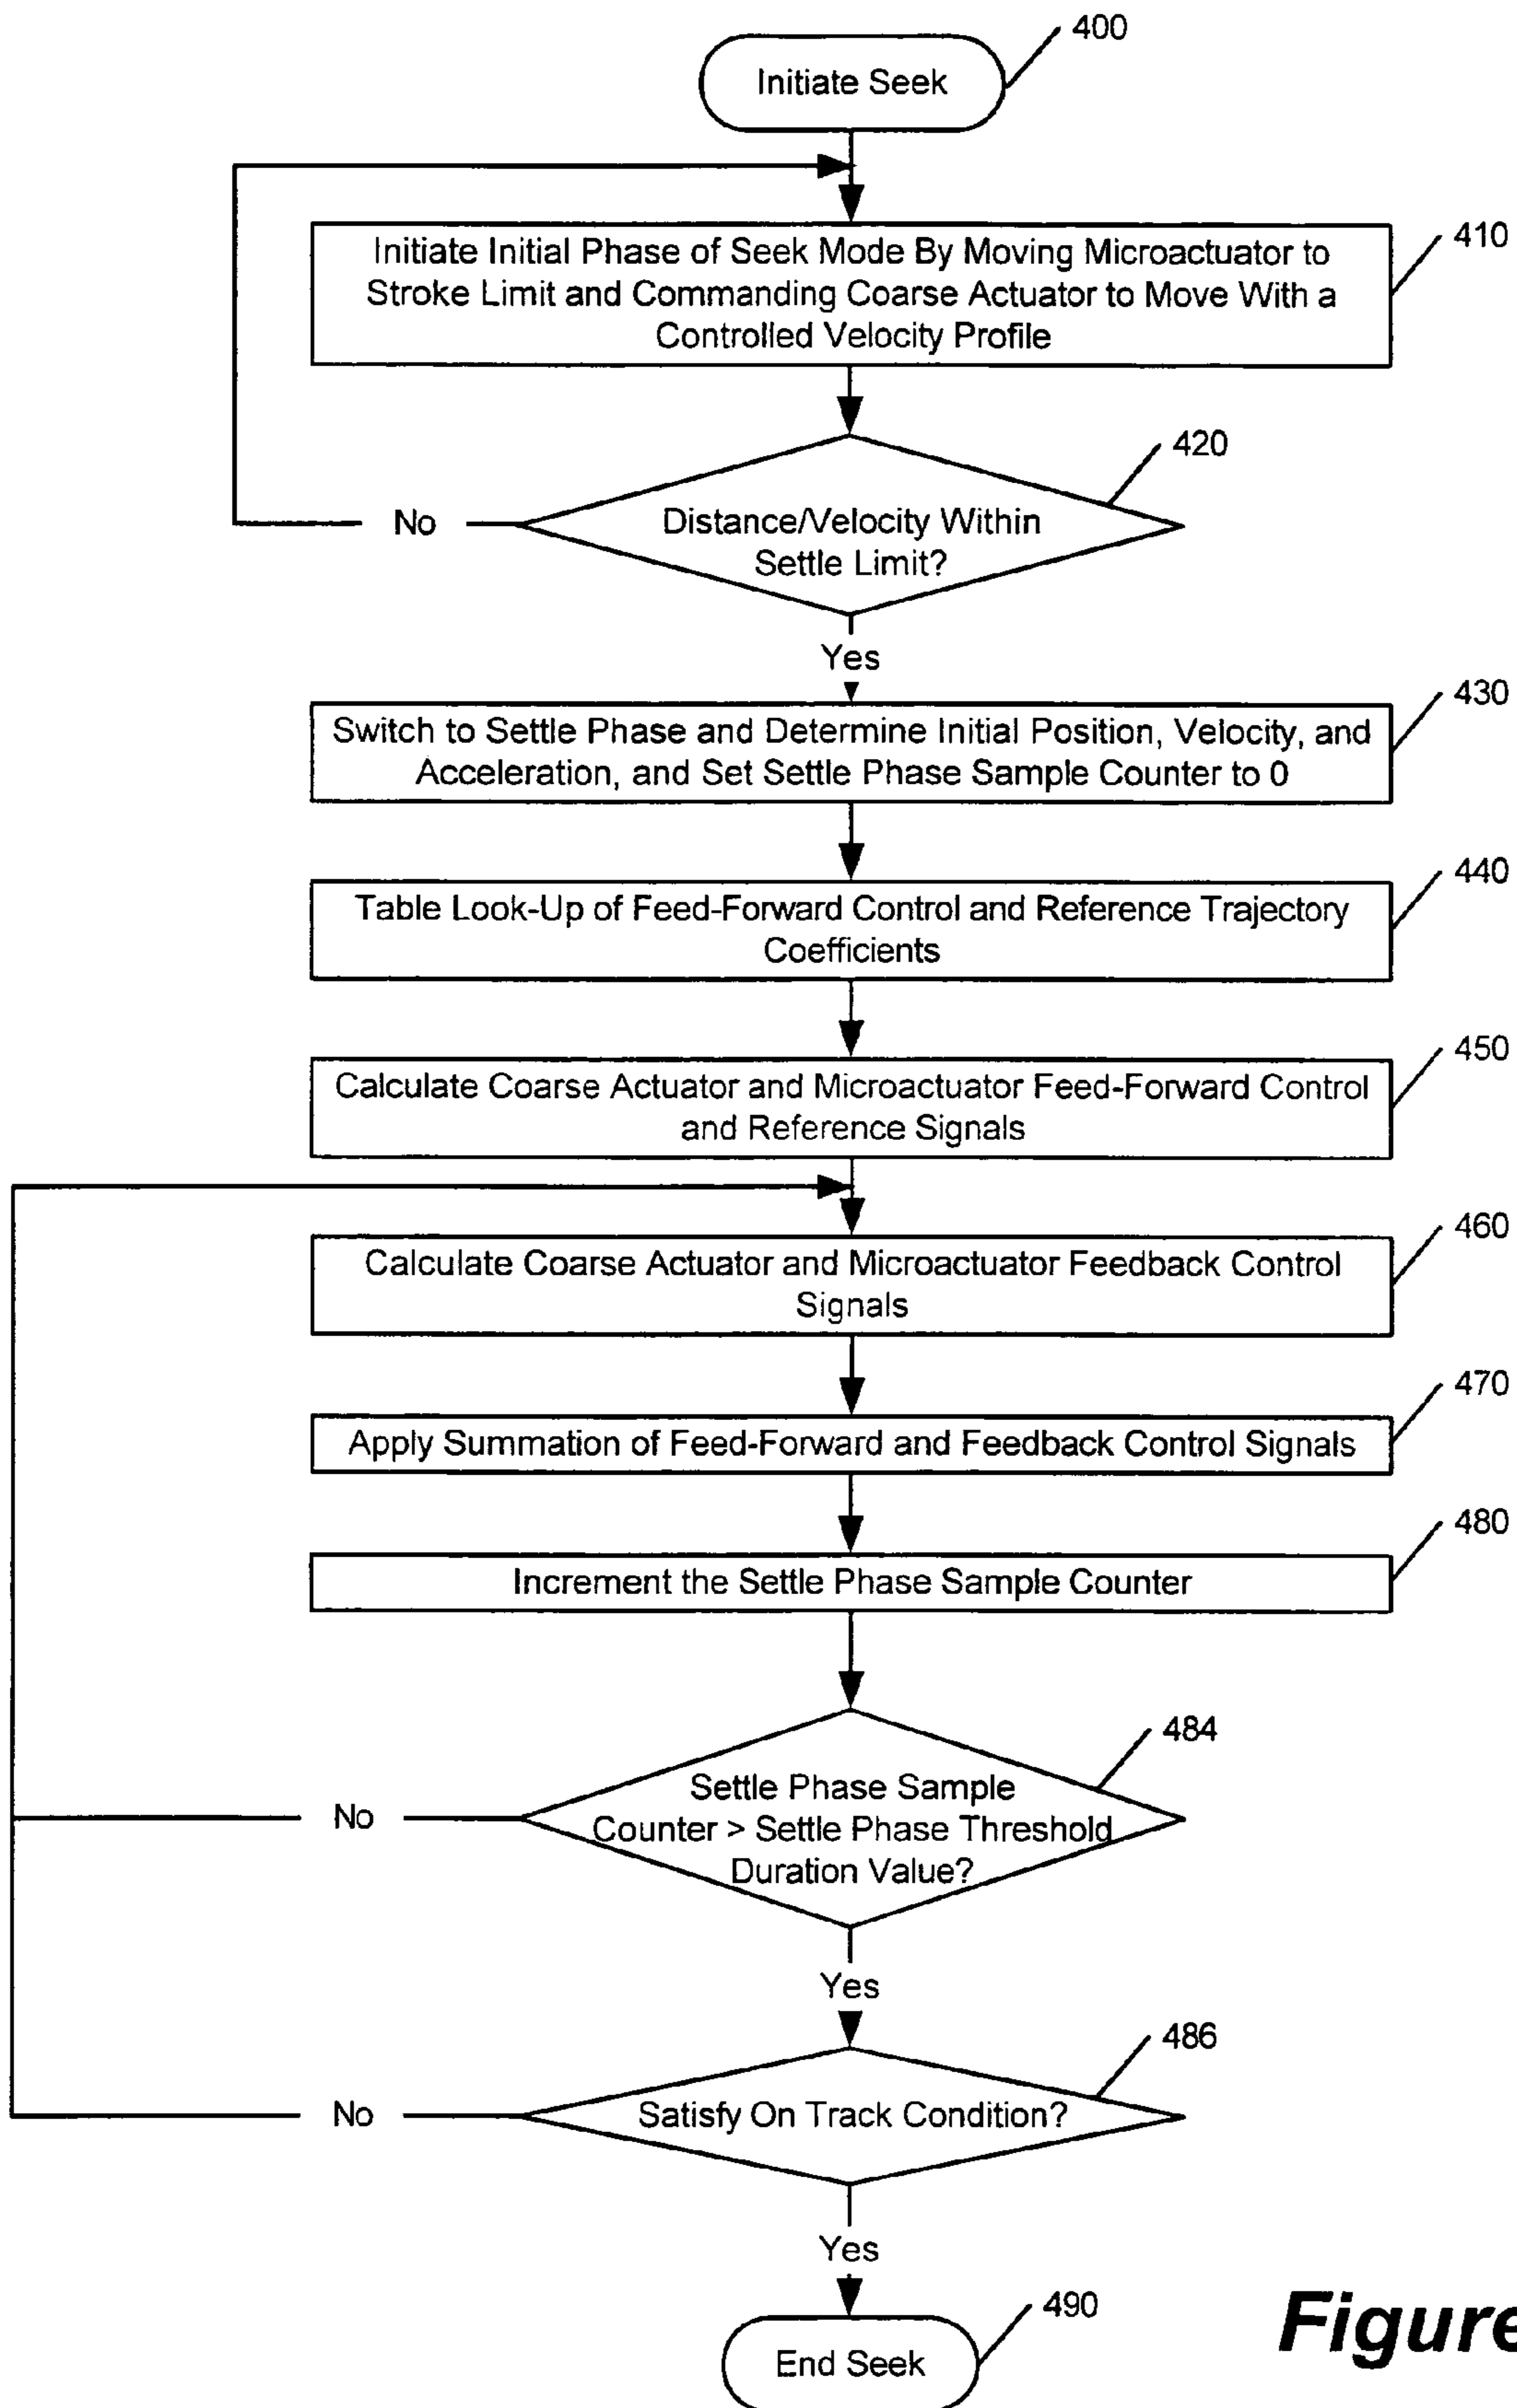 400
Initiate Seek
410
Initiate Initial Phase of Seek Mode By Moving Microactuator to
Stroke Limit and Commanding Coarse Actuator to Move With a
Controlled Velocity Profile
420
Distance/Velocity Within
Settle Limit?
No
Yes
430
Switch to Settle Phase and Determine Initial Position, Velocity, and
Acceleration, and Set Settle Phase Sample Counter to 0
440
Table Look-Up of Feed-Forward Control and Reference Trajectory
Coefficients
450
Calculate Coarse Actuator and Microactuator Feed-Forward Control
and Reference Signals
460
Calculate Coarse Actuator and Microactuator Feedback Control
Signals
470
Apply Summation of Feed-Forward and Feedback Control Signals
480
Increment the Settle Phase Sample Counter
484
Settle Phase Sample
Counter > Settle Phase Threshold
Duration Value?
No
Yes
486
Satisfy On Track Condition?
No
Yes
490
End Seek
Figure